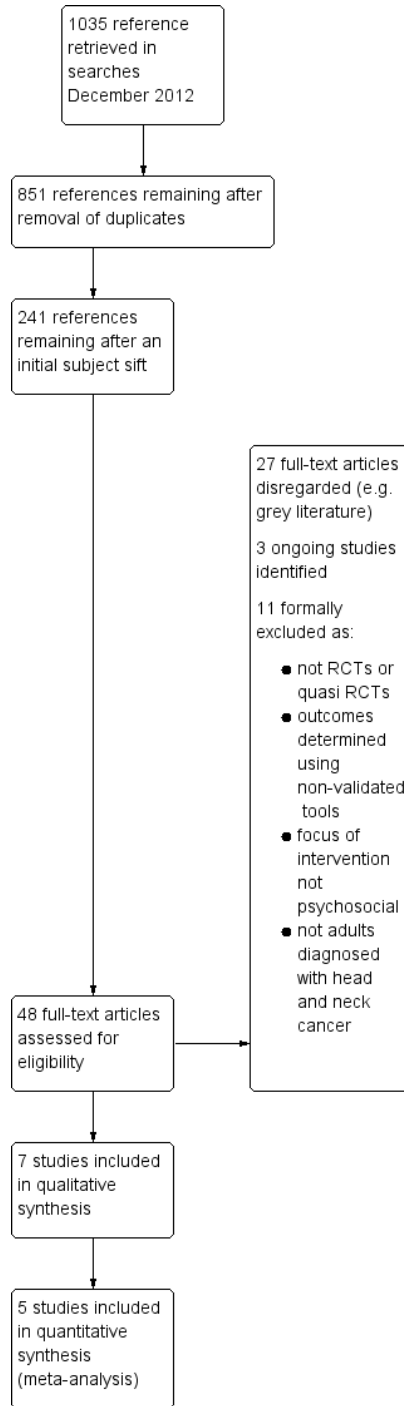 1035 reference
retrieved in
searches
December 2012
851 references remaining after
removal of duplicates
241 references
remaining after an
initial subject sift
27 full-text articles
disregarded (e.g.
grey literature)
3 ongoing studies
identified
11 formally
excluded as:
● not RCTs or
quasi RCTs
● outcomes
determined
using
non-validated
tools
● focus of
intervention
not
psychosocial
● not adults
diagnosed
with head
and neck
cancer
48 full-text articles
assessed for
eligibility
7 studies included
in qualitative
synthesis
5 studies included
in quantitative
synthesis
(meta-analysis)